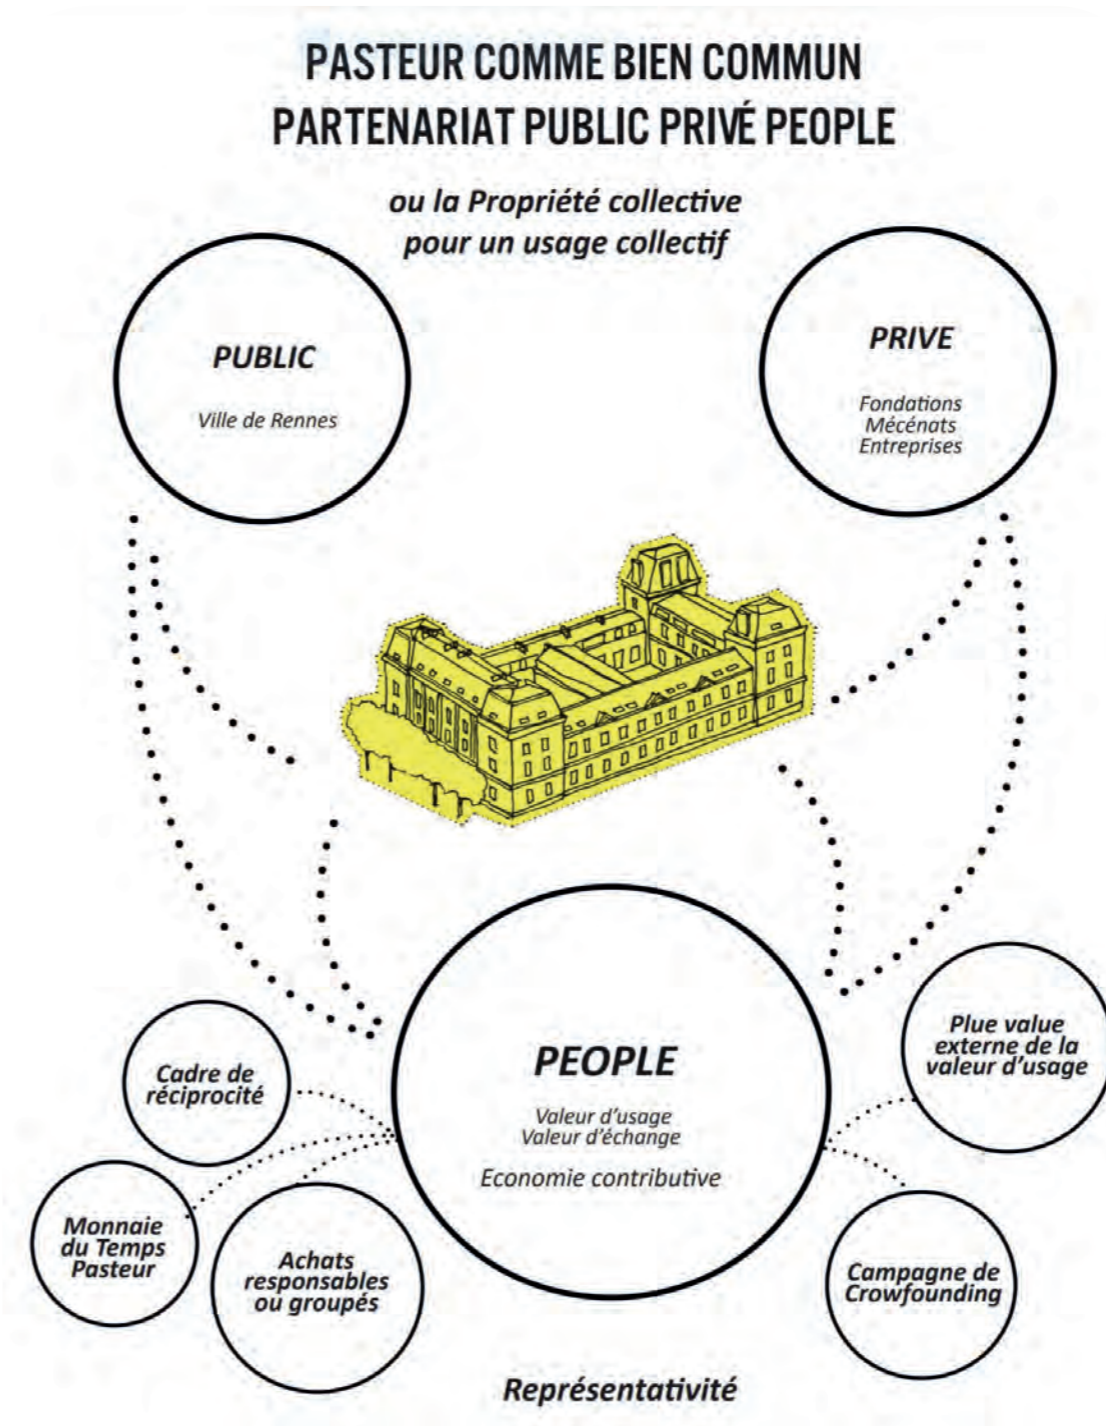 PASTEUR COMME BIEN COMMUN
PARTENARIAT PUBLIC PRIVÉ PEOPLE
ou la Propriété collective
pour un usage collectif
PUBLIC
Ville de Rennes
PRIVE
Fondations
Mécénats
Entreprises
PEOPLE
Valeur d'usage
Valeur d'échange
Economie contributive
Cadre de
réciprocité
Monnaie
du Temps
Pasteur
Achats
responsables
ou groupés
Plue value
externe de la
valeur d'usage
Campagne de
Crowfounding
Représentativité